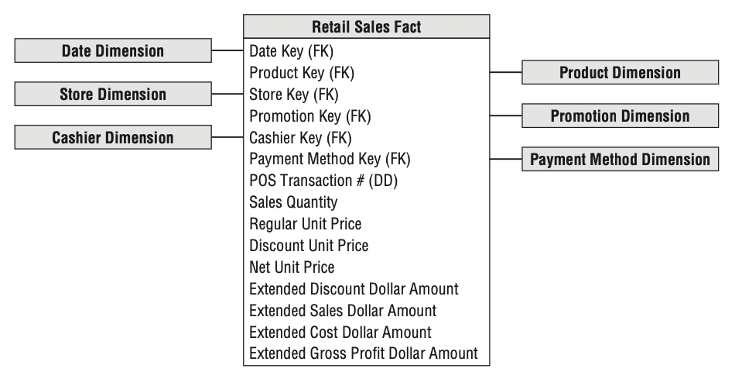 Retail Sales Fact
Date Dimension
Date Key (FK)
Product Key (FK)
Product Dimension
Store Dimension
Store Key (FK)
Promotion Key (FK)
Promotion Dimension
Cashier Dimension
Cashier Key (FK)
Payment Method Key (FK)
Payment Method Dimension
POS Transaction # (DD)
Sales Quantity
Regular Unit Price
Discount Unit Price
Net Unit Price
Extended Discount Dollar Amount
Extended Sales Dollar Amount
Extended Cost Dollar Amount
Extended Gross Profit Dollar Amount